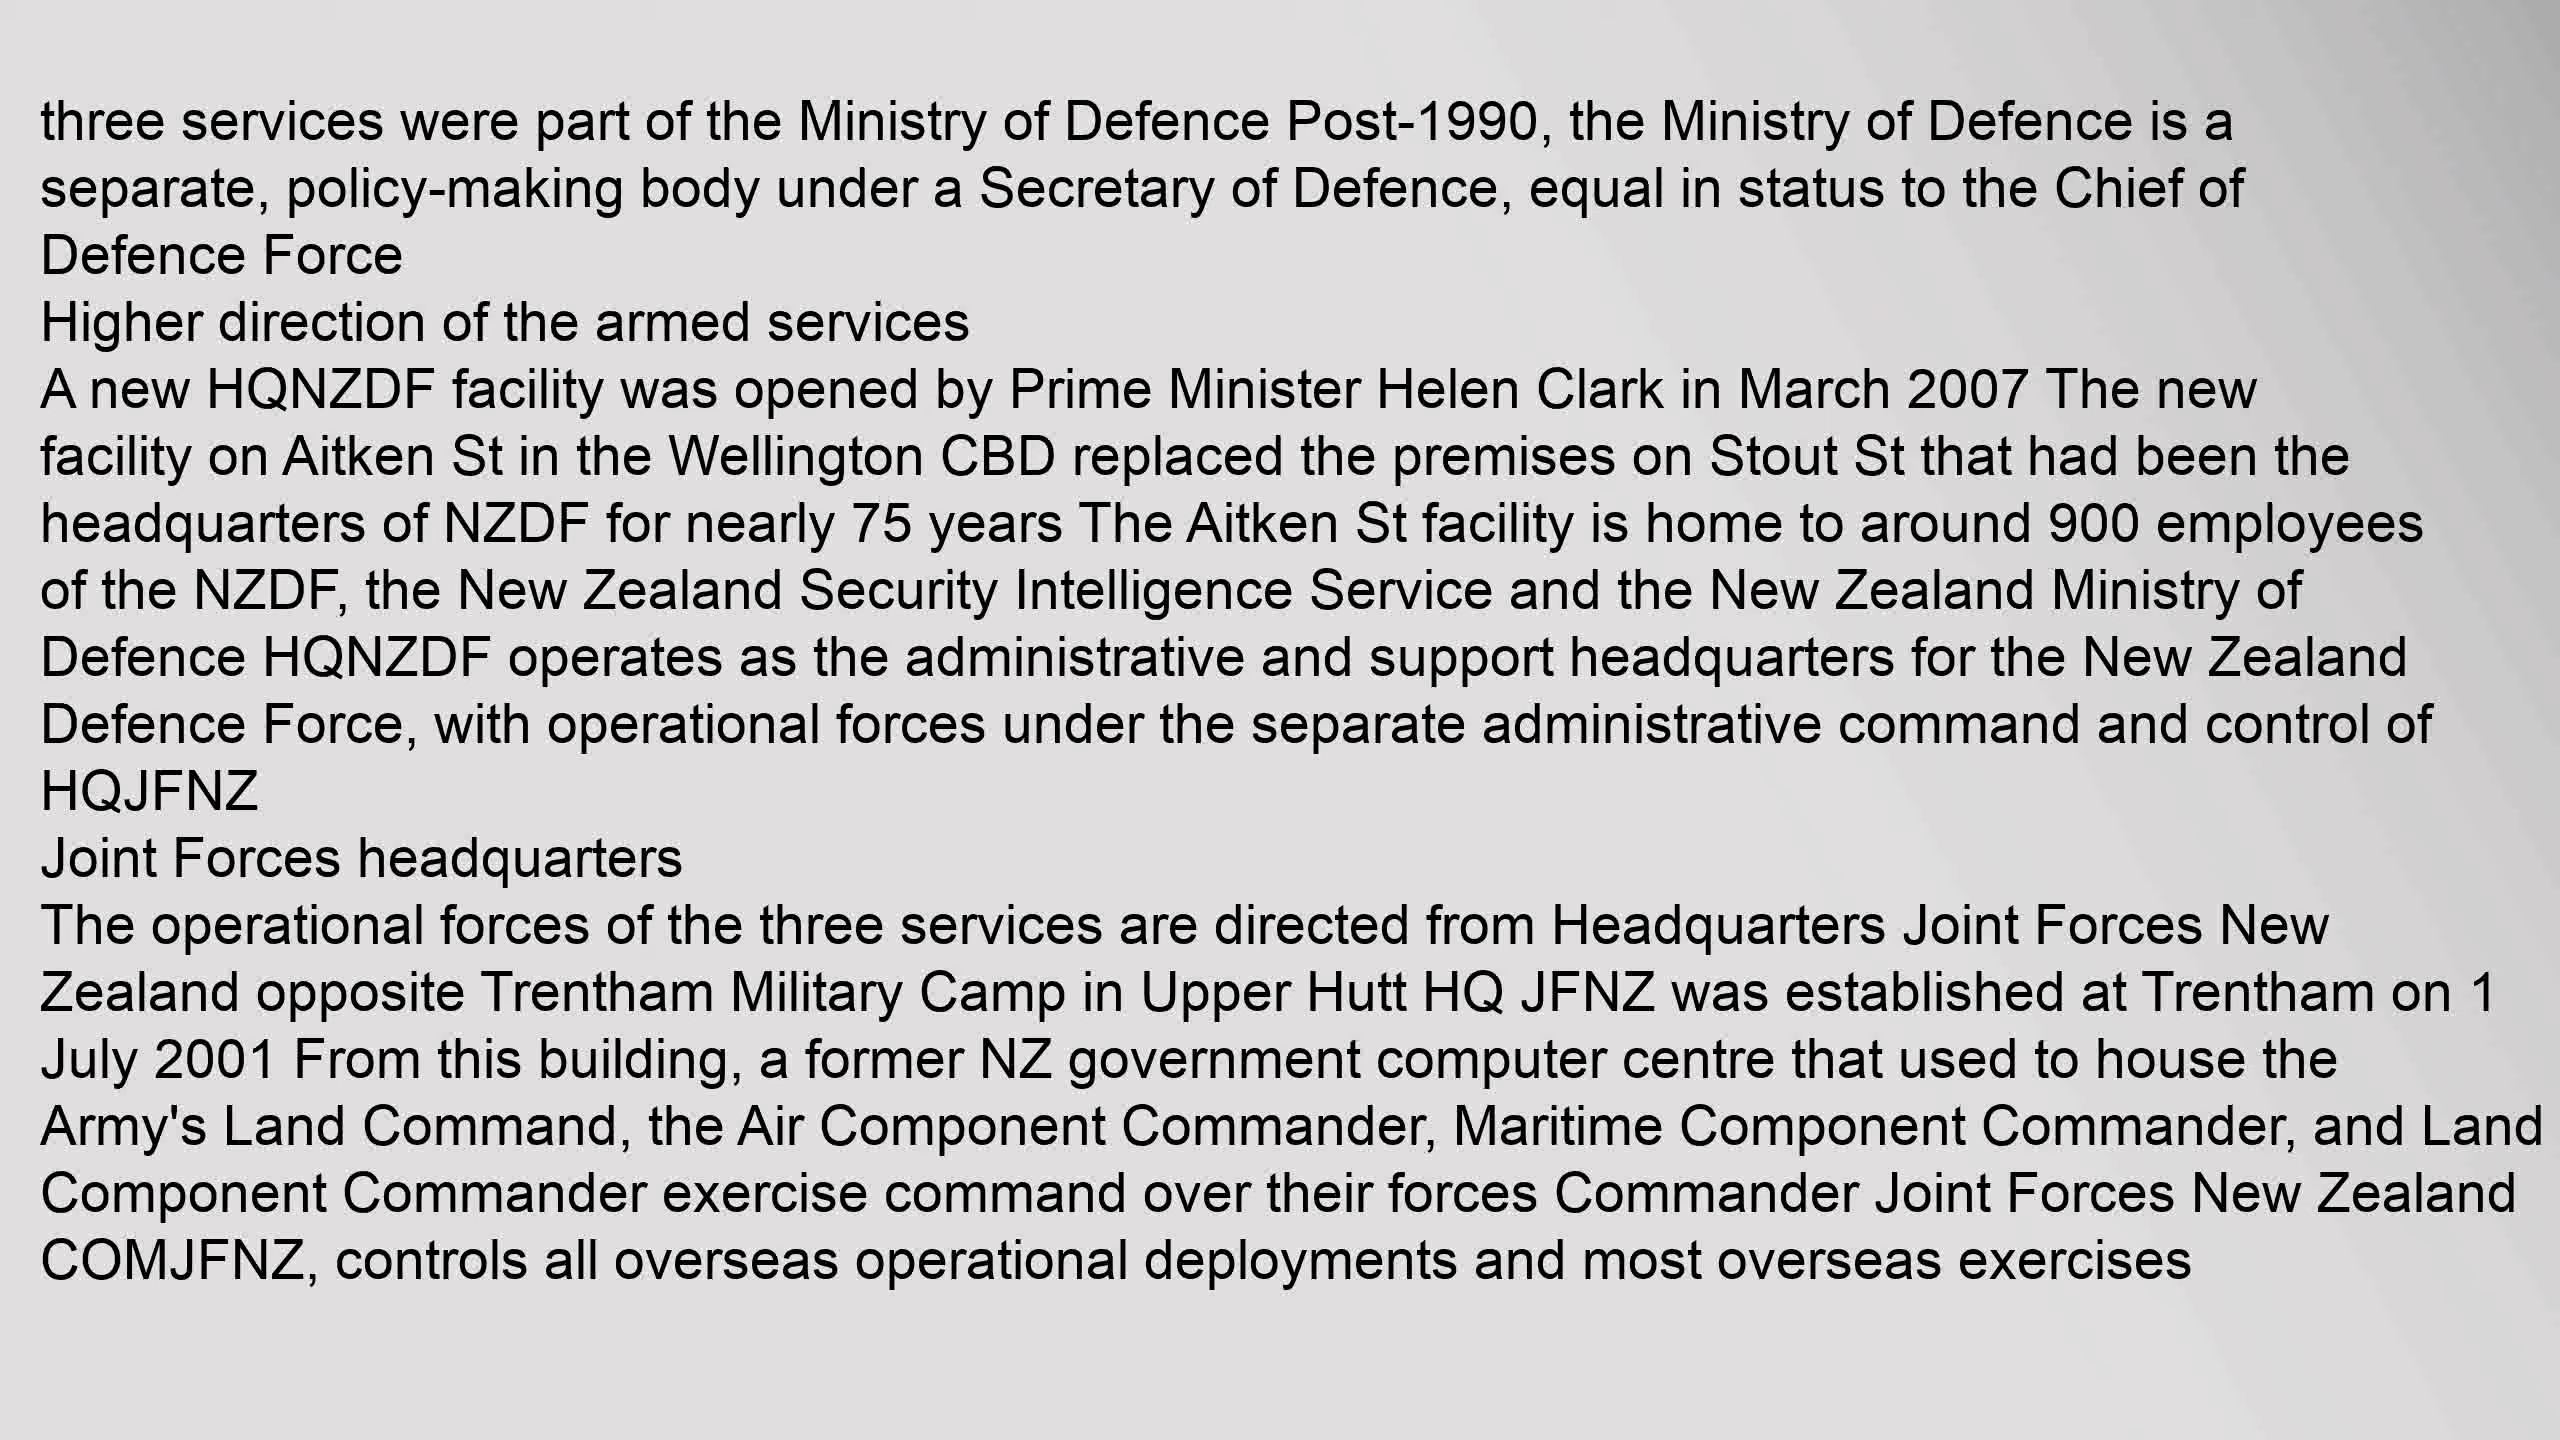 three services were part of the Ministry of Defence Post-1990, the Ministry of Defence is a
separate, policy-making body under a Secretary of Defence, equal in status to the Chief of
Defence Force
Higher direction of the armed services
A new HQNZDF facility was opened by Prime Minister Helen Clark in March 2007 The new
facility on Aitken St in the Wellington CBD replaced the premises on Stout St that had been the
headquarters of NZDF for nearly 75 years The Aitken St facility is home to around 900 employees
of the NZDF, the New Zealand Security Intelligence Service and the New Zealand Ministry of
Defence HQNZDF operates as the administrative and support headquarters for the New Zealand
Defence Force, with operational forces under the separate administrative command and control of
HQJFNZ
Joint Forces headquarters
The operational forces of the three services are directed from Headquarters Joint Forces New
Zealand opposite Trentham Military Camp in Upper Hutt HQ JFNZ was established at Trentham on 1
July 2001 From this building, a former NZ government computer centre that used to house the
Army's Land Command, the Air Component Commander, Maritime Component Commander, and Land
Component Commander exercise command over their forces Commander Joint Forces New Zealand
COMJFNZ, controls all overseas operational deployments and most overseas exercises